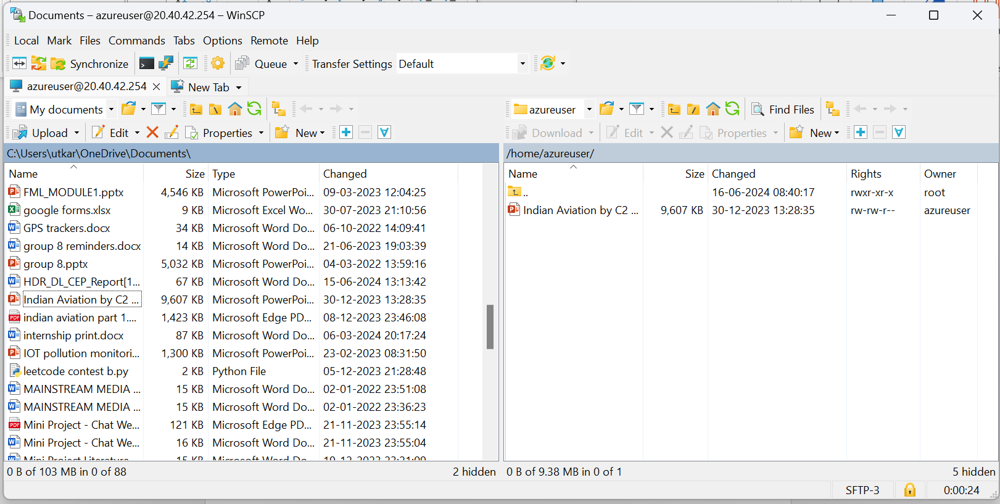 Documents – azureuser@20.40.42.254 – WinSCP
Local Mark Files Commands Tabs Options Remote Help
Synchronize Queue Transfer Settings Default
azureuser@20.40.42.254 New Tab
My documents azureuser Find Files
Upload Edit Properties New Download Edit Properties New
C:\Users\utkar\OneDrive\Documents\ /home/azureuser/
Name Size Type Changed Name Size Changed Rights Owner
FML_MODULE1.pptx 4,546 KB Microsoft PowerPoi... 09-03-2023 12:04:25 .. 16-06-2024 08:40:17 rwxr-xr-x root
google forms.xlsx 9 KB Microsoft Excel Wo... 30-07-2023 21:10:56 Indian Aviation by C2 ... 9,607 KB 30-12-2023 13:28:35 rw-rw-r-- azureuser
GPS trackers.docx 34 KB Microsoft Word Do... 06-10-2022 14:09:41
group 8 reminders.docx 14 KB Microsoft Word Do... 21-06-2023 19:03:39
group 8.pptx 5,032 KB Microsoft PowerPoi... 04-03-2022 13:59:16
HDR_DL_CEP_Report[1... 67 KB Microsoft Word Do... 15-06-2024 13:13:42
Indian Aviation by C2 ... 9,607 KB Microsoft PowerPoi... 30-12-2023 13:28:35
indian aviation part 1.... 1,423 KB Microsoft Edge PD... 08-12-2023 23:46:08
internship print.docx 87 KB Microsoft Word Do... 06-03-2024 20:17:24
IOT pollution monitori... 1,300 KB Microsoft PowerPoi... 23-02-2023 08:31:50
leetcode contest b.py 2 KB Python File 05-12-2023 21:28:48
MAINSTREAM MEDIA ... 15 KB Microsoft Word Do... 02-01-2022 23:51:08
MAINSTREAM MEDIA ... 15 KB Microsoft Word Do... 02-01-2022 23:36:23
Mini Project - Chat We... 121 KB Microsoft Edge PD... 21-11-2023 23:55:14
Mini Project - Chat We... 16 KB Microsoft Word Do... 21-11-2023 23:55:04
Mini Project Literature 15 KB Microsoft Word Do... 19-12-2023 23:21:09
0 B of 103 MB in 0 of 88 2 hidden 0 B of 9.38 MB in 0 of 1 5 hidden
SFTP-3 0:00:24